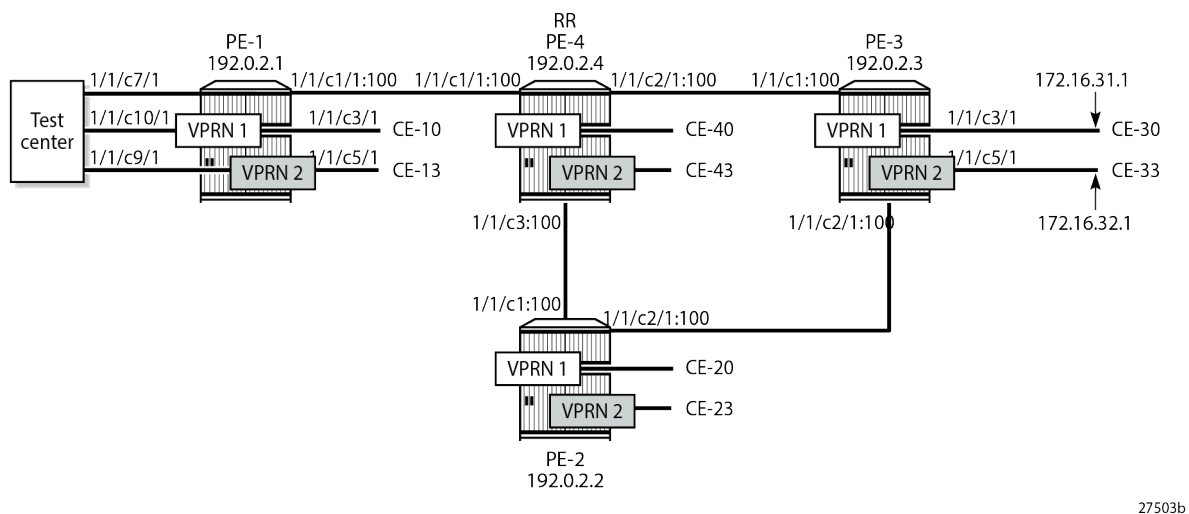 RR
PE-1
PE-4
PE-3
192.0.2.1
192.0.2.4
192.0.2.3
1/1/c7/1
1/1/c1/1:100
1/1/c1/1:100
1/1/c2/1:100
1/1/c1:100
172.16.31.1
Test
center
1/1/c10/1
VPRN 1
1/1/c3/1
CE-10
VPRN 1
CE-40
VPRN 1
1/1/c3/1
CE-30
1/1/c9/1
VPRN 2
1/1/c5/1
CE-13
VPRN 2
CE-43
VPRN 2
1/1/c5/1
CE-33
1/1/c3:100
1/1/c2/1:100
172.16.32.1
1/1/c1:100
1/1/c2/1:100
VPRN 1
CE-20
VPRN 2
CE-23
PE-2
192.0.2.2
27503b